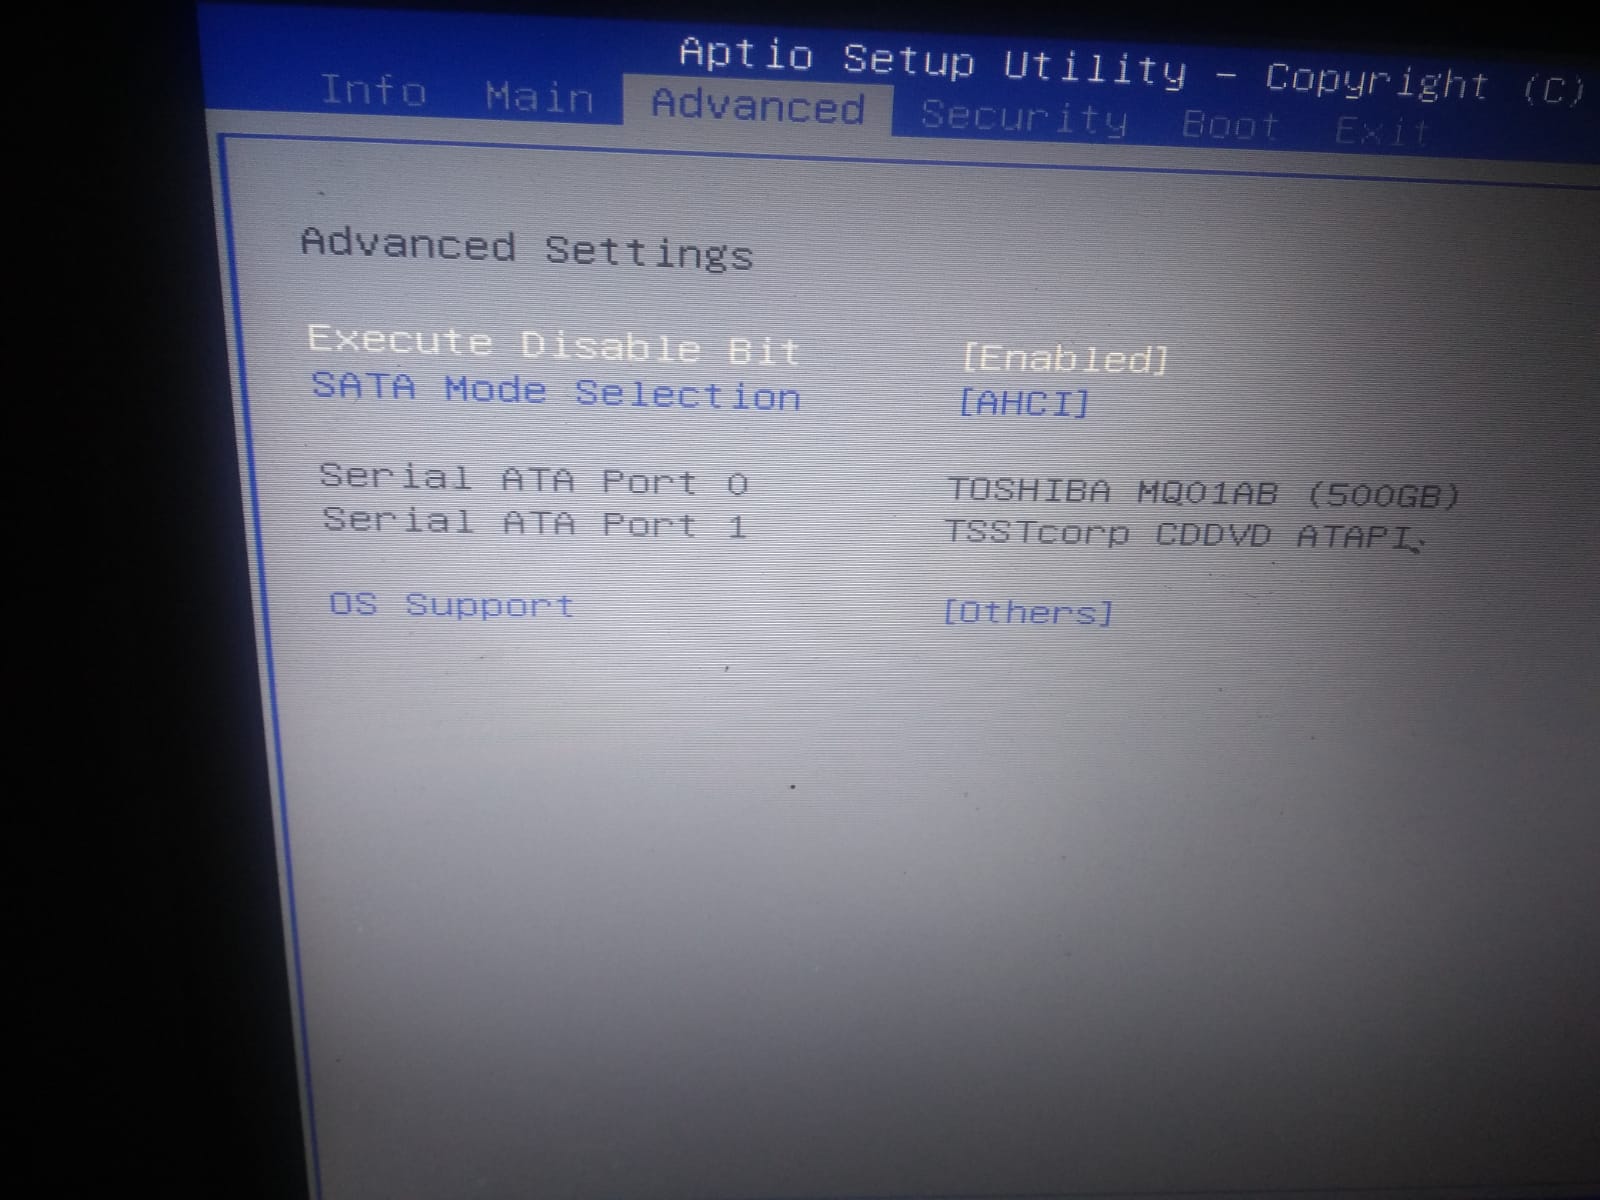 Aptio Setup Utility - Copyright (C)
Info Main Advanced Security Boot Exit
Advanced Settings
Execute Disable Bit [Enabled]
SATA Mode Selection [AHCI]
Serial ATA Port 0 TOSHIBA MQ01AB (500GB)
Serial ATA Port 1 TSSTcorp CDDVD ATAPI
OS Support [Others]